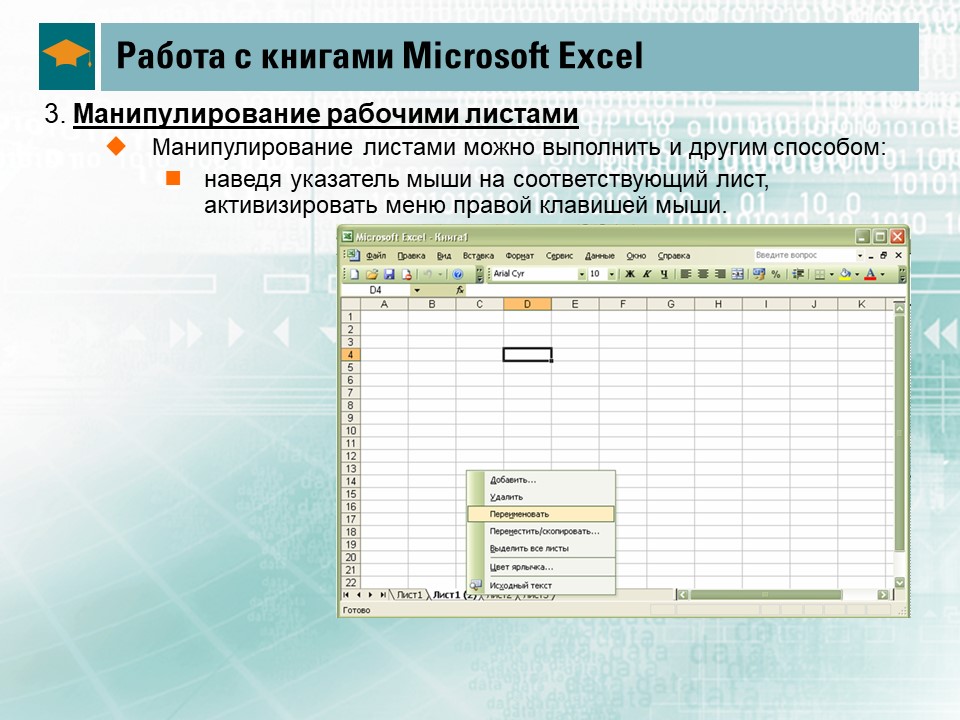 Работа с книгами Microsoft Excel
3. Манипулирование рабочими листами
Манипулирование листами можно выполнить и другим способом:
наведя указатель мыши на соответствующий лист,
активизировать меню правой клавишей мыши.
Microsoft Excel - Книга1
Файл Правка Вид Вставка Формат Сервис Данные Окно Справка Введите вопрос
Arial Cyr 10 Ж К Ч %
D4 fx
A B C D E F G H I J K
1
2
3
4
5
6
7
8
9
10
11
12
13
14
15
16
17
18
19
20
21
22
Добавить...
Удалить
Переименовать
Переместить/скопировать...
Выделить все листы
Цвет ярлычка...
Исходный текст
Лист1 Лист1 (2) Лист2 Лист3
Готово